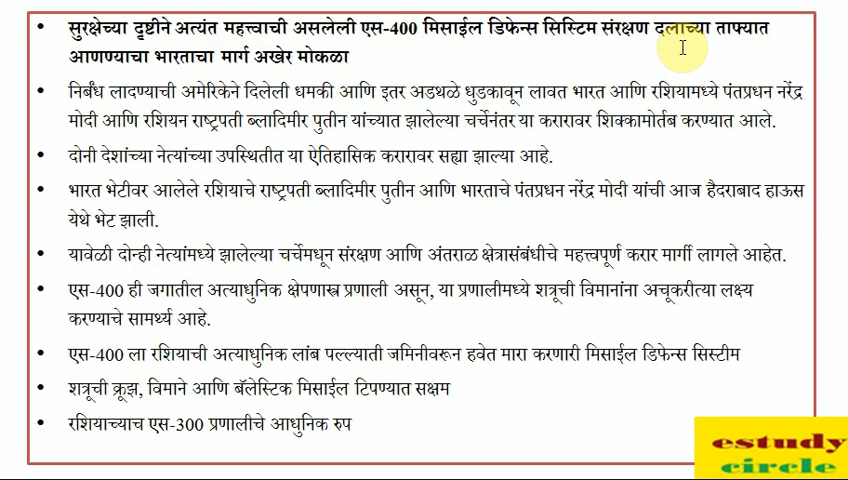 • सुरक्षेच्या दृष्टीने अत्यंत महत्त्वाची असलेली एस-400 मिसाईल डिफेन्स सिस्टिम संरक्षण दलाच्या ताफ्यात
आणण्याचा भारताचा मार्ग अखेर मोकळा
• निर्बंध लादण्याची अमेरिकेने दिलेली धमकी आणि इतर अडथळे धुडकावून लावत भारत आणि रशियामध्ये पंतप्रधन नरेंद्र
मोदी आणि रशियन राष्ट्रपती ब्लादिमीर पुतीन यांच्यात झालेल्या चर्चेनंतर या करारावर शिक्कामोर्तब करण्यात आले.
• दोनी देशांच्या नेत्यांच्या उपस्थितीत या ऐतिहासिक करारावर सह्या झाल्या आहे.
• भारत भेटीवर आलेले रशियाचे राष्ट्रपती ब्लादिमीर पुतीन आणि भारताचे पंतप्रधन नरेंद्र मोदी यांची आज हैदराबाद हाऊस
येथे भेट झाली.
• यावेळी दोन्ही नेत्यांमध्ये झालेल्या चर्चेमधून संरक्षण आणि अंतराळ क्षेत्रासंबंधीचे महत्त्वपूर्ण करार मार्गी लागले आहेत.
• एस-400 ही जगातील अत्याधुनिक क्षेपणास्त्र प्रणाली असून, या प्रणालीमध्ये शत्रूची विमानांना अचूकरीत्या लक्ष्य
करण्याचे सामर्थ्य आहे.
• एस-400 ला रशियाची अत्याधुनिक लांब पल्ल्याती जमिनीवरून हवेत मारा करणारी मिसाईल डिफेन्स सिस्टीम
• शत्रूची क्रूझ, विमाने आणि बॅलेस्टिक मिसाईल टिपण्यात सक्षम
• रशियाच्याच एस-300 प्रणालीचे आधुनिक रुप
estudy
circle